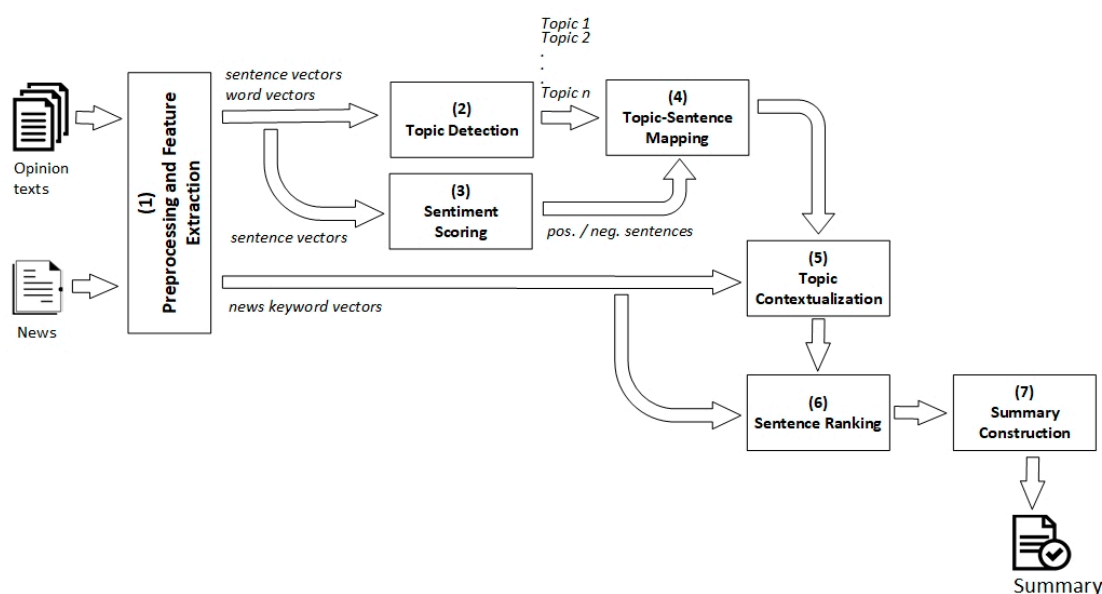 Topic 1
Topic 2
.
.
.
Topic n
Opinion
texts
News
(1)
Preprocessing and Feature
Extraction
sentence vectors
word vectors
(2)
Topic Detection
(3)
Sentiment
Scoring
sentence vectors
pos. / neg. sentences
(4)
Topic-Sentence
Mapping
news keyword vectors
(5)
Topic
Contextualization
(6)
Sentence Ranking
(7)
Summary
Construction
Summary